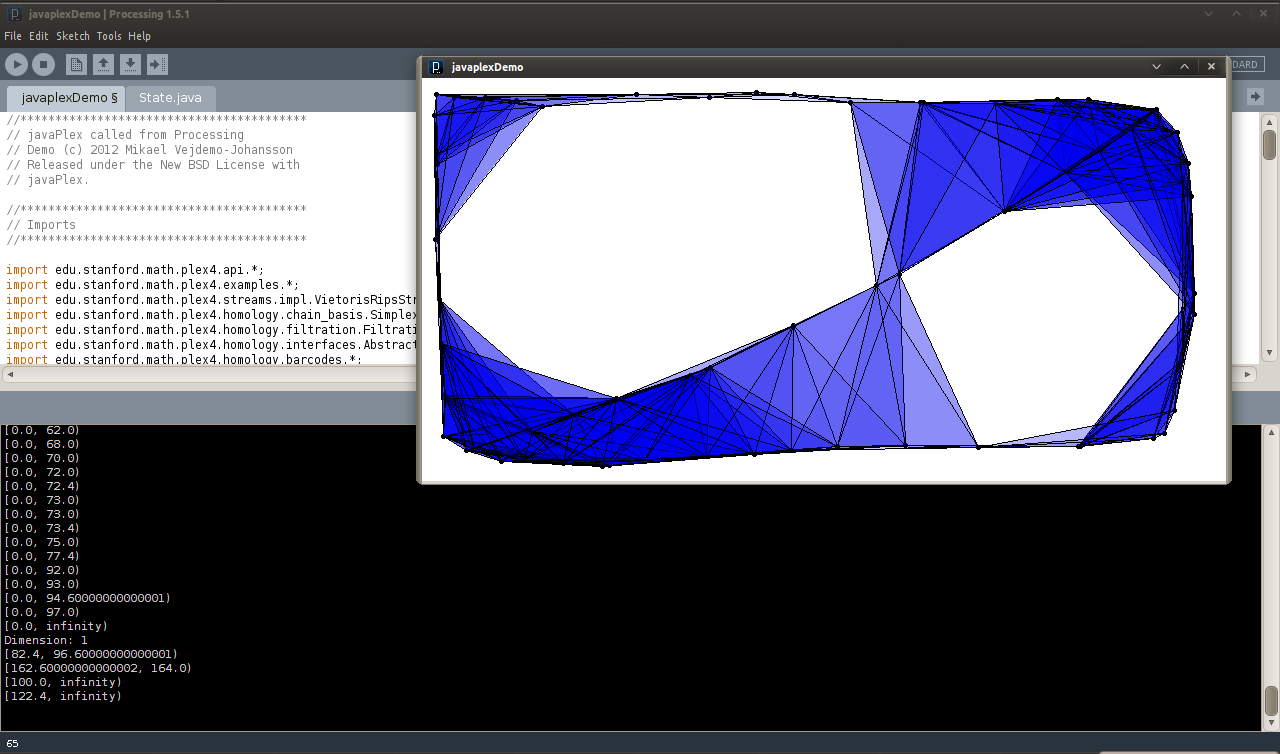 javaplexDemo | Processing 1.5.1
File Edit Sketch Tools Help
DARD
javaplexDemo §
State.java
//*****************************************
// javaPlex called from Processing
// Demo (c) 2012 Mikael Vejdemo-Johansson
// Released under the New BSD License with
// javaPlex.
//*****************************************
// Imports
//*****************************************
import edu.stanford.math.plex4.api.*;
import edu.stanford.math.plex4.examples.*;
import edu.stanford.math.plex4.streams.impl.VietorisRipsStr
import edu.stanford.math.plex4.homology.chain_basis.Simplex
import edu.stanford.math.plex4.homology.filtration.Filtrati
import edu.stanford.math.plex4.homology.interfaces.Abstract
import edu.stanford.math.plex4.homology.barcodes.*;
javaplexDemo
[0.0, 62.0)
[0.0, 68.0)
[0.0, 70.0)
[0.0, 72.0)
[0.0, 72.4)
[0.0, 73.0)
[0.0, 73.0)
[0.0, 73.4)
[0.0, 75.0)
[0.0, 77.4)
[0.0, 92.0)
[0.0, 93.0)
[0.0, 94.60000000000001)
[0.0, 97.0)
[0.0, infinity)
Dimension: 1
[82.4, 96.60000000000001)
[162.60000000000002, 164.0)
[100.0, infinity)
[122.4, infinity)
65